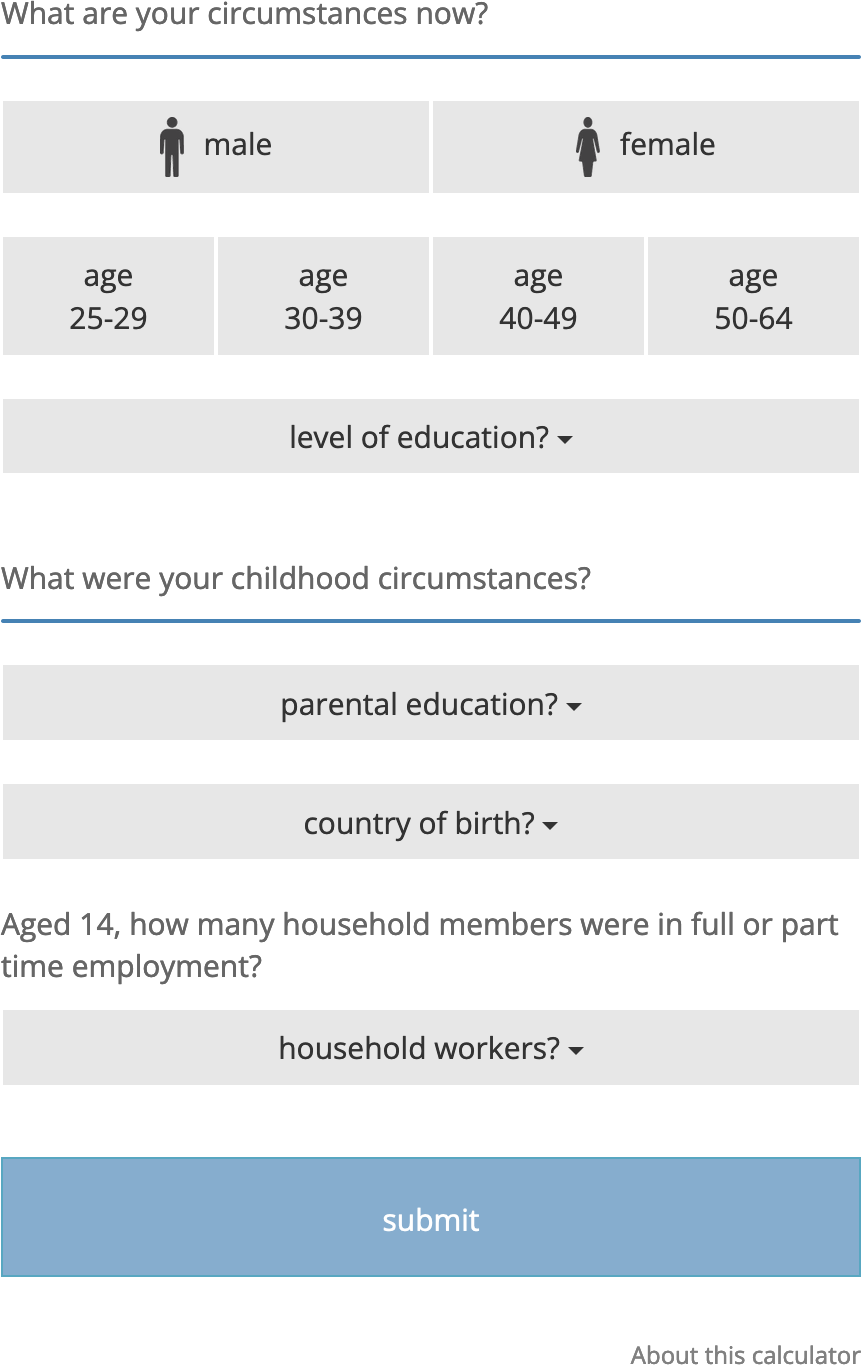 What are your circumstances now?
male
female
age
25-29
age
30-39
age
40-49
age
50-64
level of education?
What were your childhood circumstances?
parental education?
country of birth?
Aged 14, how many household members were in full or part
time employment?
household workers?
submit
About this calculator